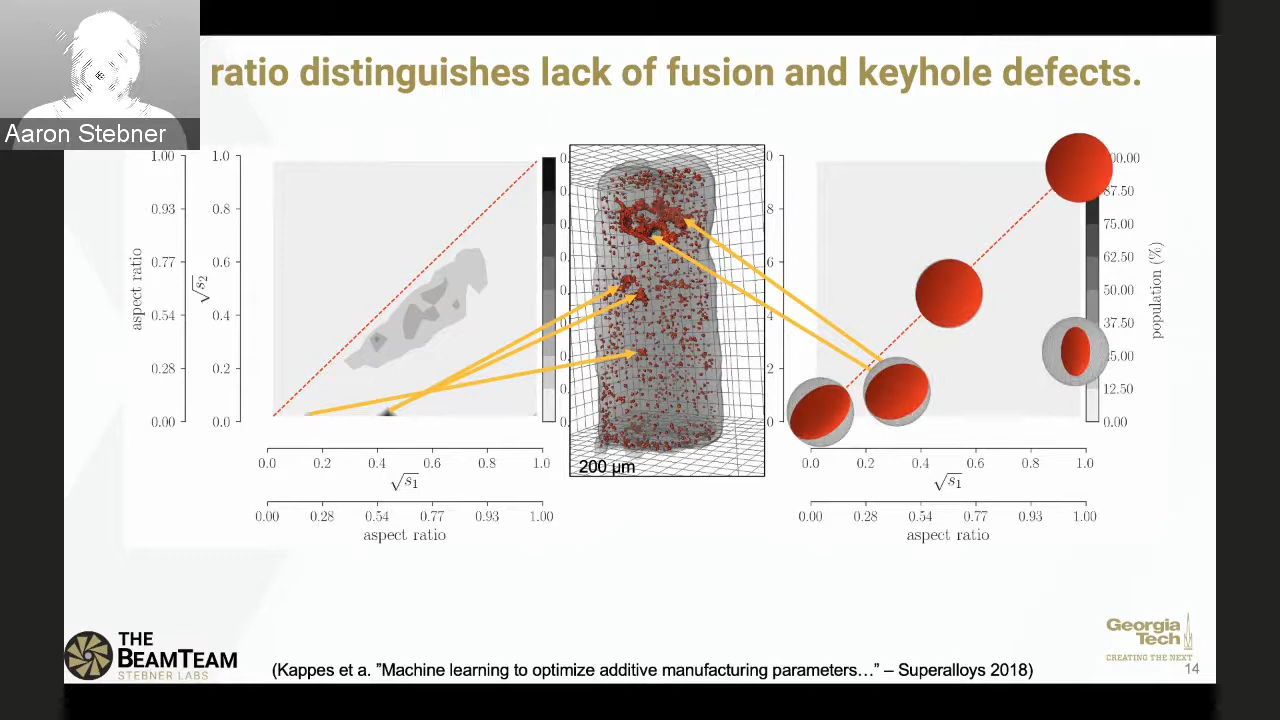 Aaron Stebner
ratio distinguishes lack of fusion and keyhole defects.
1.00
0.93
0.77
0.54
0.28
0.00
aspect ratio
1.0
0.8
0.6
0.4
0.2
0.0
√s₂
0.0 0.2 0.4 0.6 0.8 1.0
√s₁
0.00 0.28 0.54 0.77 0.93 1.00
aspect ratio
200 µm
0.0 0.2 0.4 0.6 0.8 1.0
√s₁
0.00 0.28 0.54 0.77 0.93 1.00
aspect ratio
87.50
75.00
62.50
50.00
37.50
12.50
0.00
population (%)
THE
BEAMTEAM
STEBNER LABS
(Kappes et a. ”Machine learning to optimize additive manufacturing parameters…” – Superalloys 2018)
Georgia
Tech
CREATING THE NEXT
14